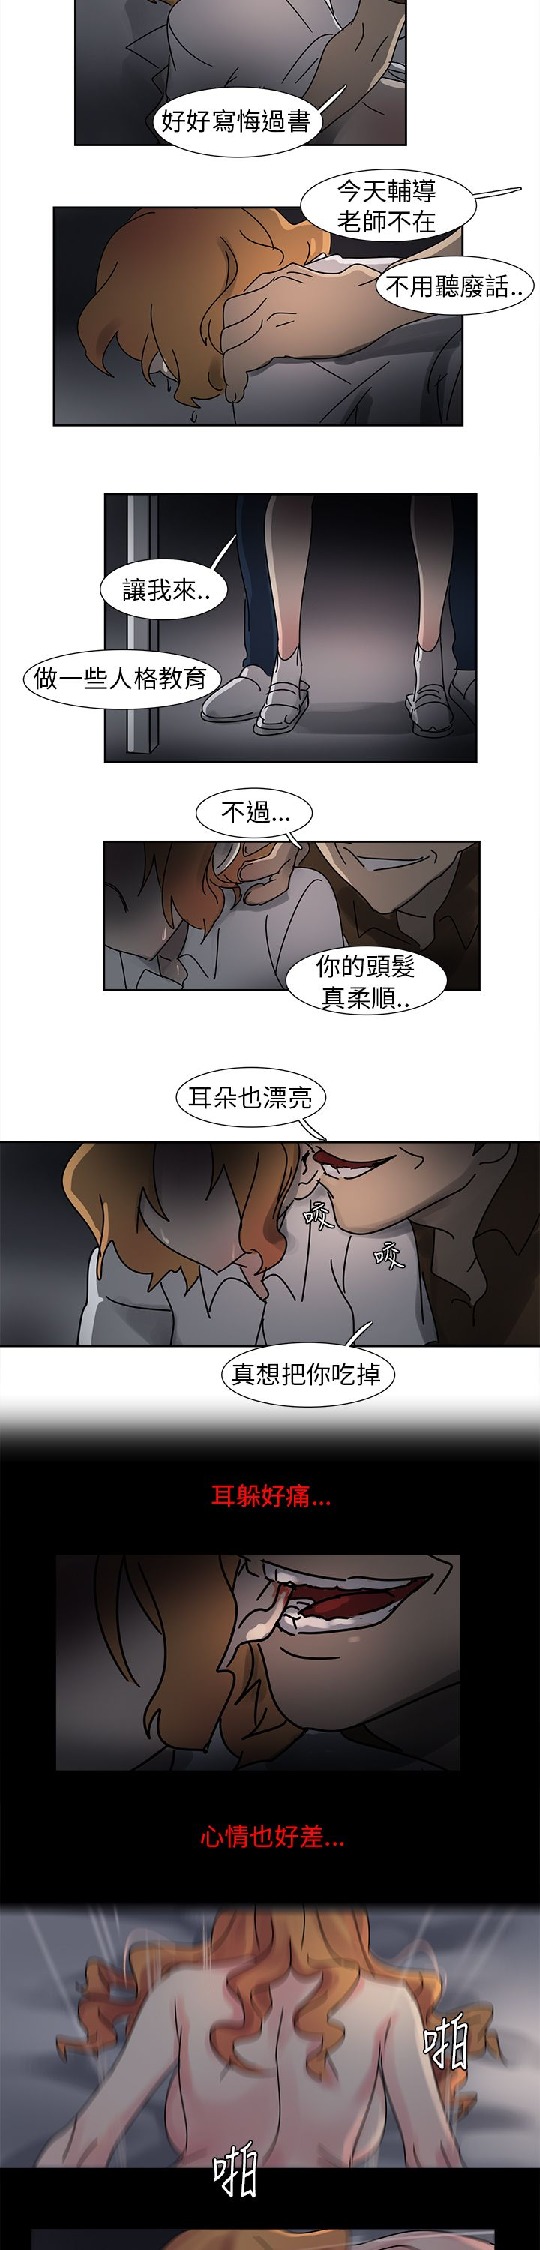 好好寫悔過書
今天輔導
老師不在
不用聽廢話..
讓我來..
做一些人格教育
不過...
你的頭髮
真柔順..
耳朵也漂亮
咬
咬
真想把你吃掉
耳躲好痛...
心情也好差...
啪
啪